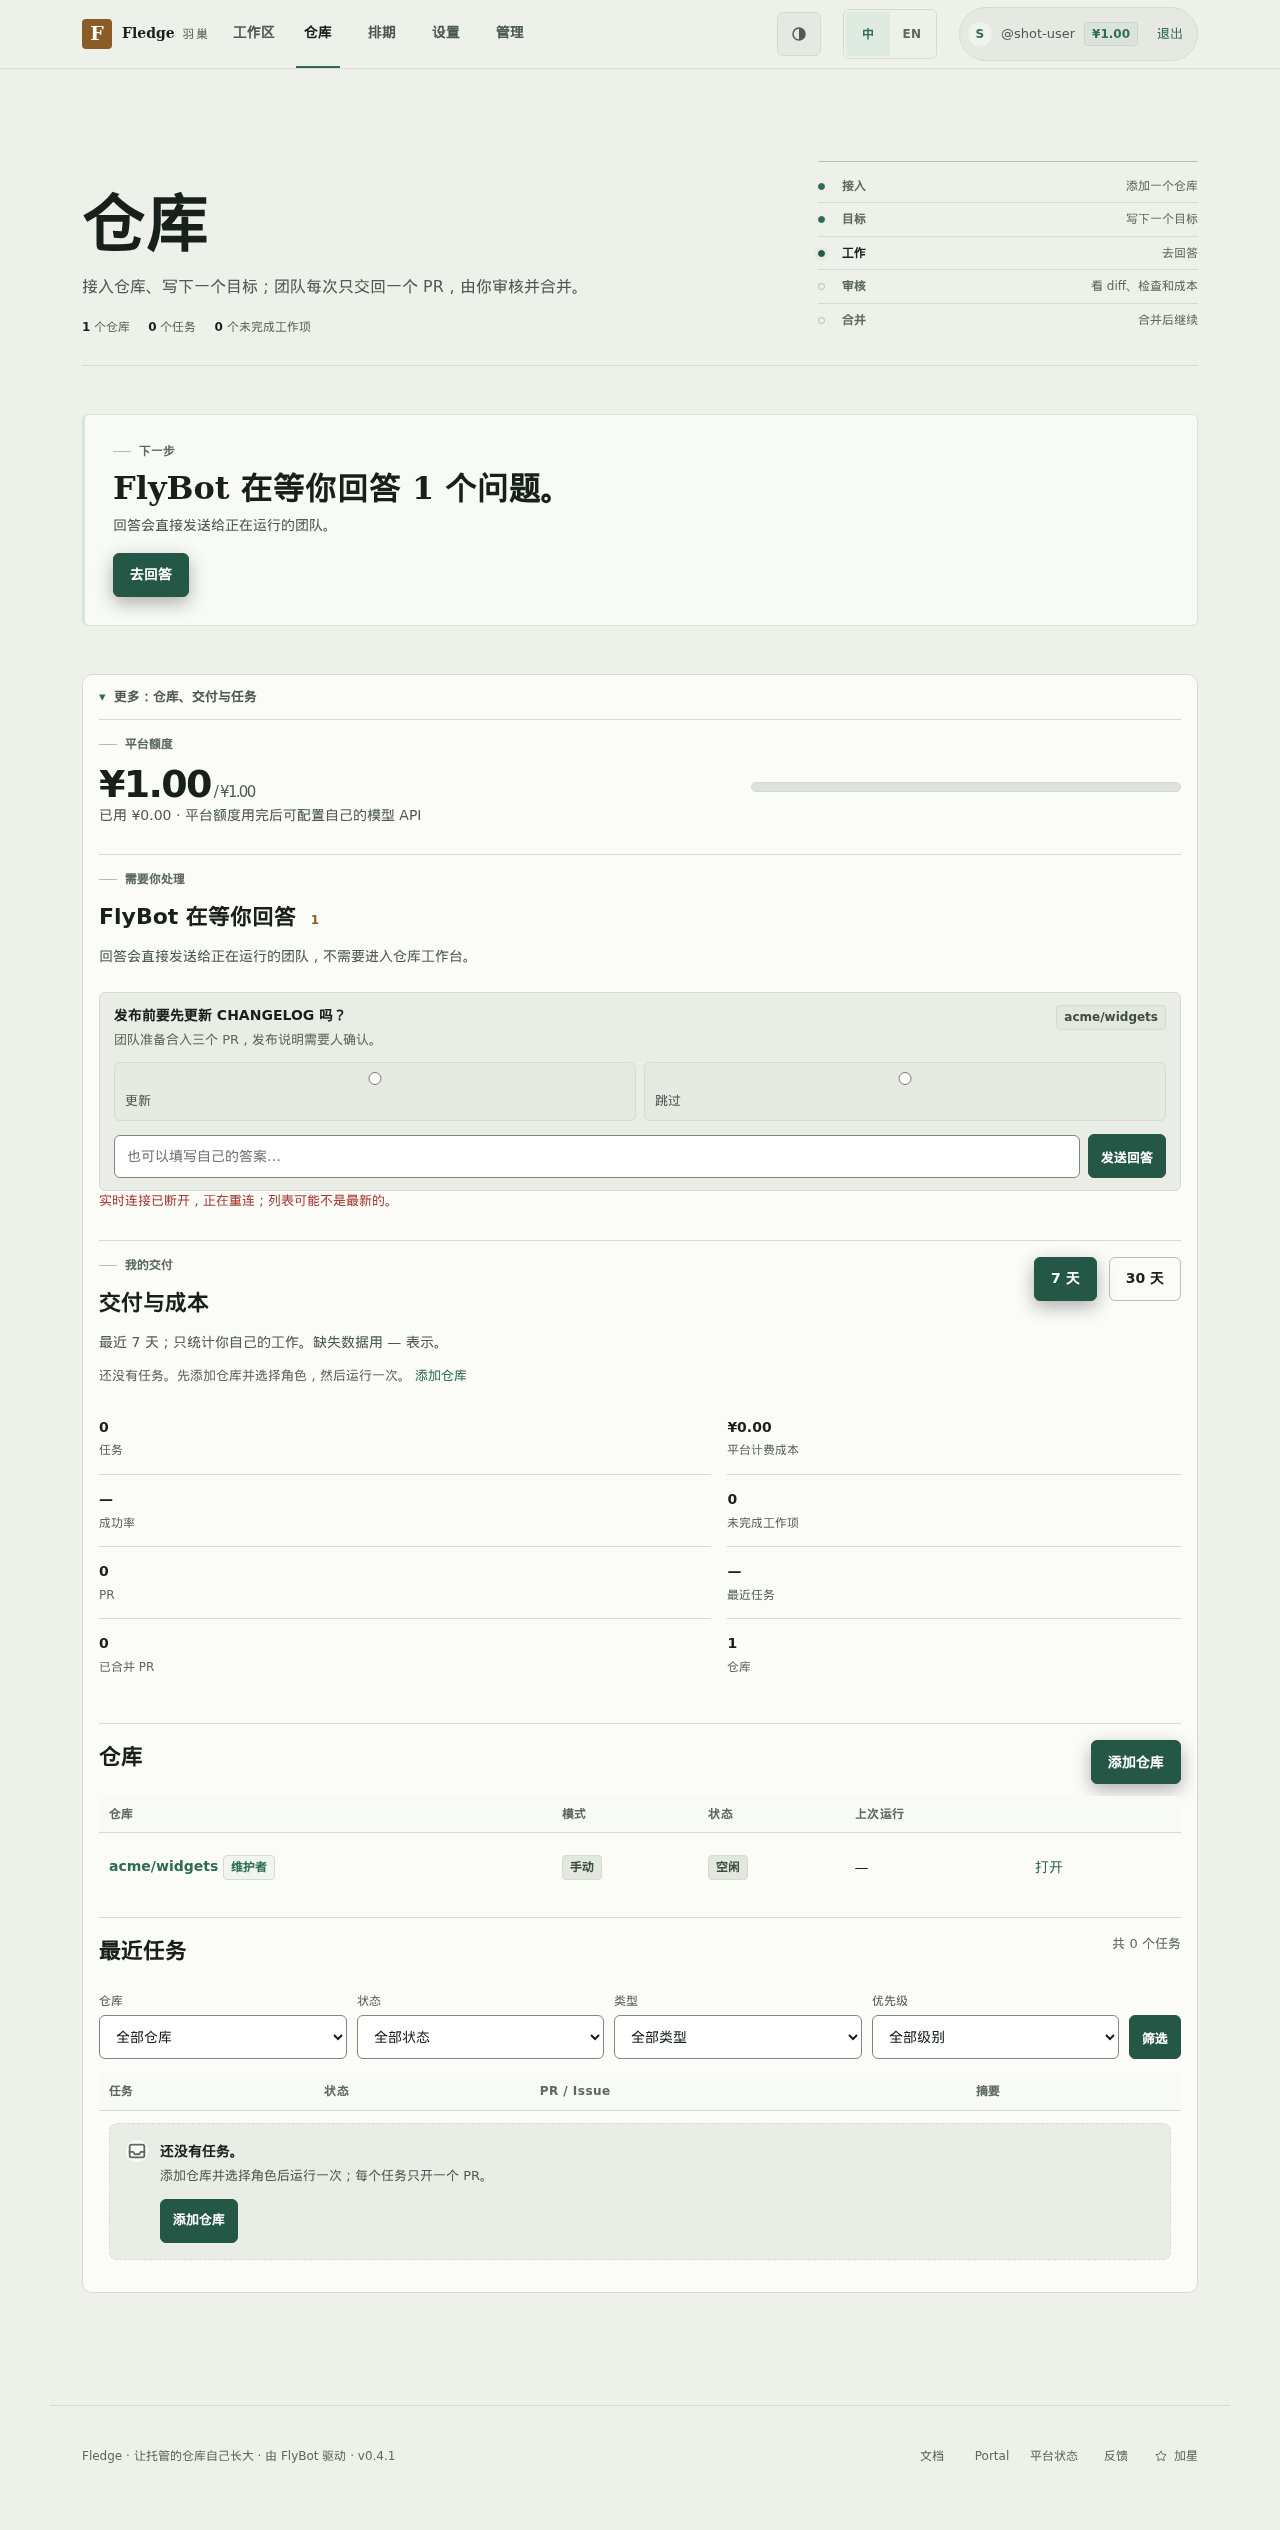 F Fledge 羽巢 工作区 仓库 排期 设置 管理 中 EN S @shot-user ¥1.00 退出
仓库
接入仓库、写下一个目标；团队每次只交回一个 PR，由你审核并合并。
1 个仓库 0 个任务 0 个未完成工作项
接入 添加一个仓库
目标 写下一个目标
工作 去回答
审核 看 diff、检查和成本
合并 合并后继续
下一步
FlyBot 在等你回答 1 个问题。
回答会直接发送给正在运行的团队。
去回答
▾ 更多：仓库、交付与任务
平台额度
¥1.00 / ¥1.00
已用 ¥0.00 · 平台额度用完后可配置自己的模型 API
需要你处理
FlyBot 在等你回答 1
回答会直接发送给正在运行的团队，不需要进入仓库工作台。
发布前要先更新 CHANGELOG 吗？ acme/widgets
团队准备合入三个 PR，发布说明需要人确认。
更新 跳过
也可以填写自己的答案… 发送回答
实时连接已断开，正在重连；列表可能不是最新的。
我的交付
交付与成本 7 天 30 天
最近 7 天；只统计你自己的工作。缺失数据用 — 表示。
还没有任务。先添加仓库并选择角色，然后运行一次。 添加仓库
0 ¥0.00
任务 平台计费成本
— 0
成功率 未完成工作项
0 —
PR 最近任务
0 1
已合并 PR 仓库
仓库 添加仓库
仓库 模式 状态 上次运行
acme/widgets 维护者 手动 空闲 — 打开
最近任务 共 0 个任务
仓库 状态 类型 优先级
全部仓库 全部状态 全部类型 全部级别 筛选
任务 状态 PR / Issue 摘要
还没有任务。
添加仓库并选择角色后运行一次；每个任务只开一个 PR。
添加仓库
Fledge · 让托管的仓库自己长大 · 由 FlyBot 驱动 · v0.4.1 文档 Portal 平台状态 反馈 加星